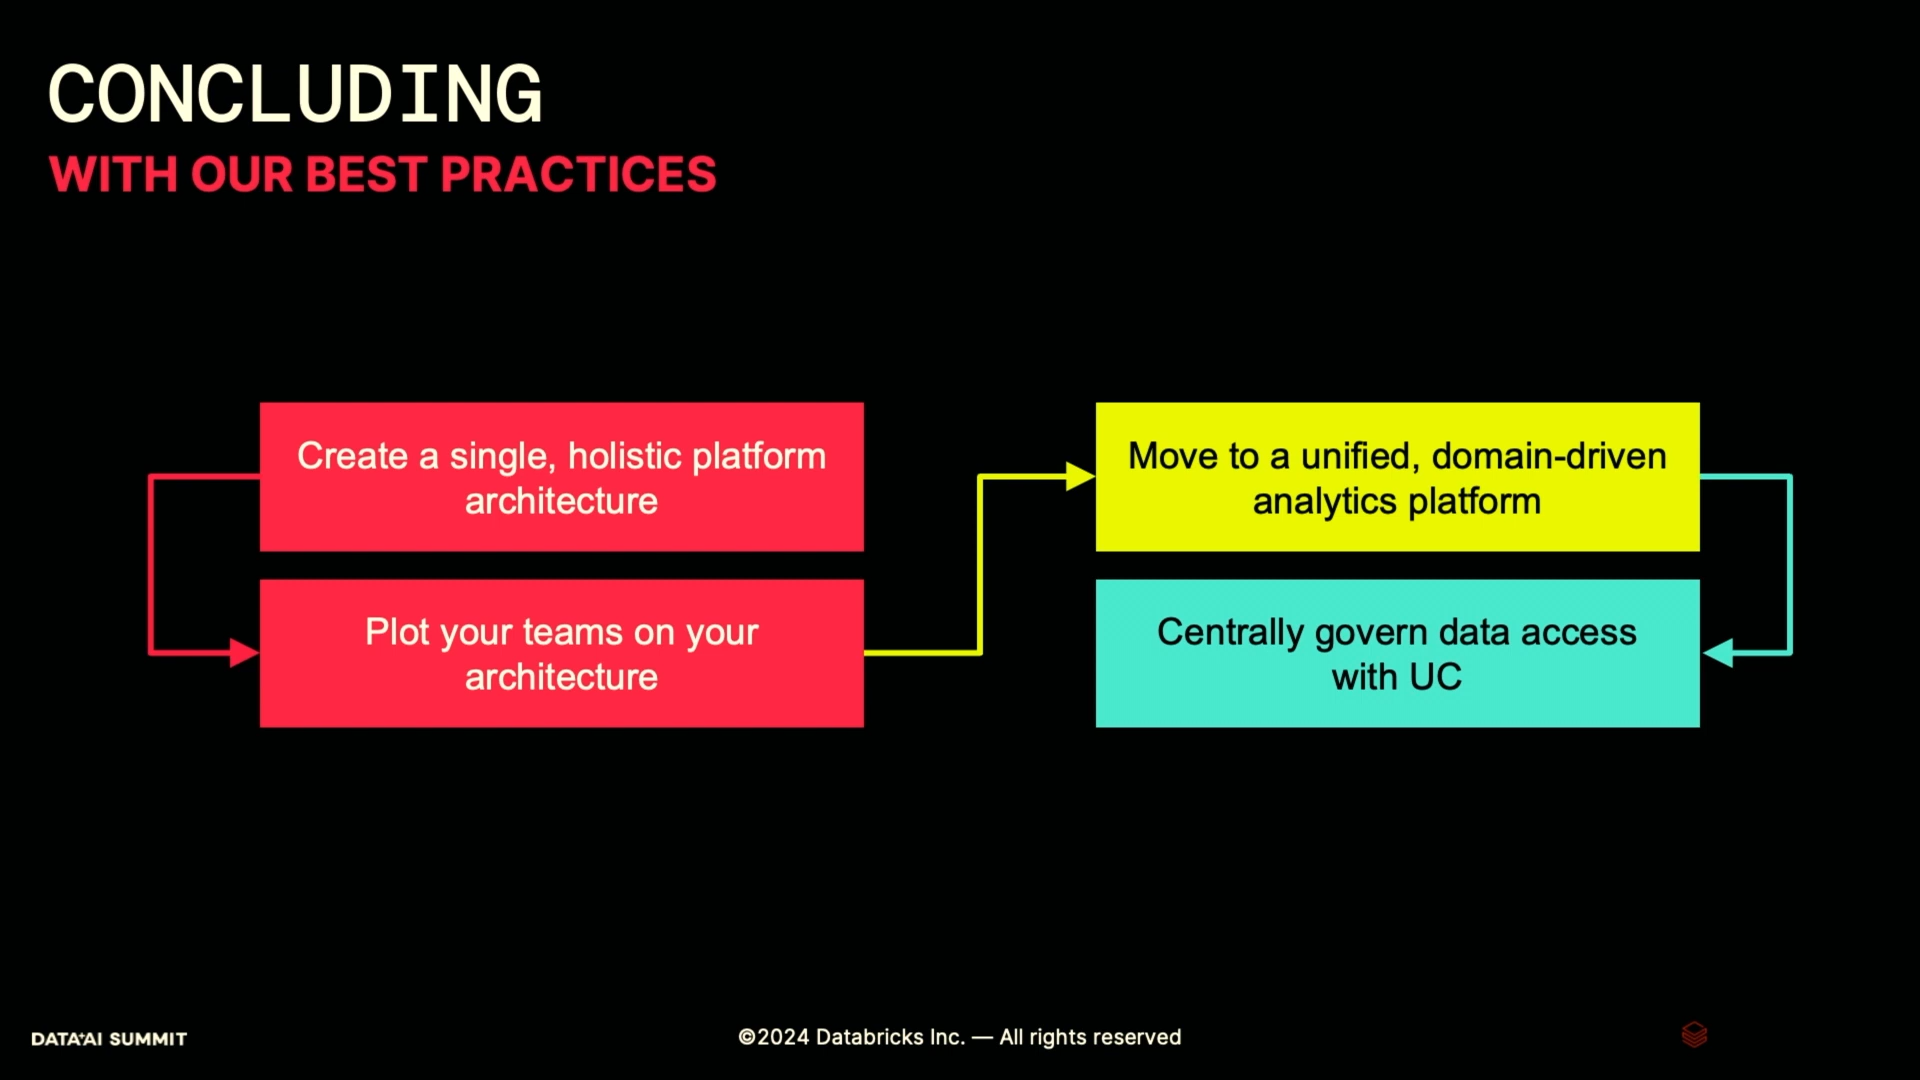 CONCLUDING
WITH OUR BEST PRACTICES
Create a single, holistic platform
architecture
Plot your teams on your
architecture
Move to a unified, domain-driven
analytics platform
Centrally govern data access
with UC
DATA+AI SUMMIT
©2024 Databricks Inc. — All rights reserved